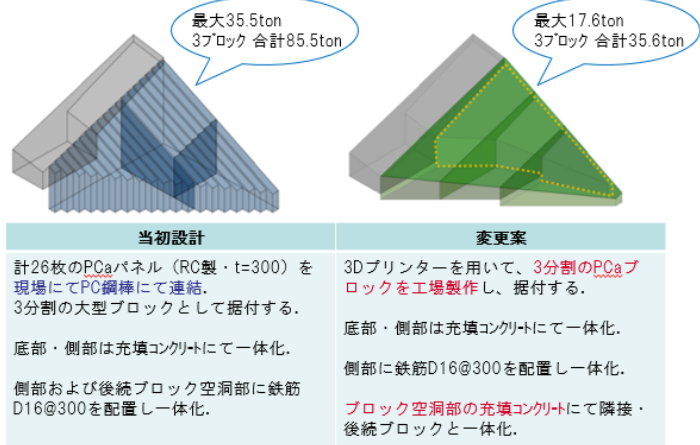 最大35.5ton
3ブロック 合計85.5ton
最大17.6ton
3ブロック 合計35.6ton
当初設計
計26枚のPCaパネル（RC製・t=300）を
現場にてPC鋼棒にて連結.
3分割の大型ブロックとして据付する.
底部・側部は充填コンクリートにて一体化.
側部および後続ブロック空洞部に鉄筋
D16@300を配置し一体化.
変更案
3Dプリンターを用いて、3分割のPCaブ
ロックを工場製作し、据付する.
底部・側部は充填コンクリートにて一体化.
側部に鉄筋D16@300を配置し一体化.
ブロック空洞部の充填コンクリートにて隣接・
後続ブロックと一体化.